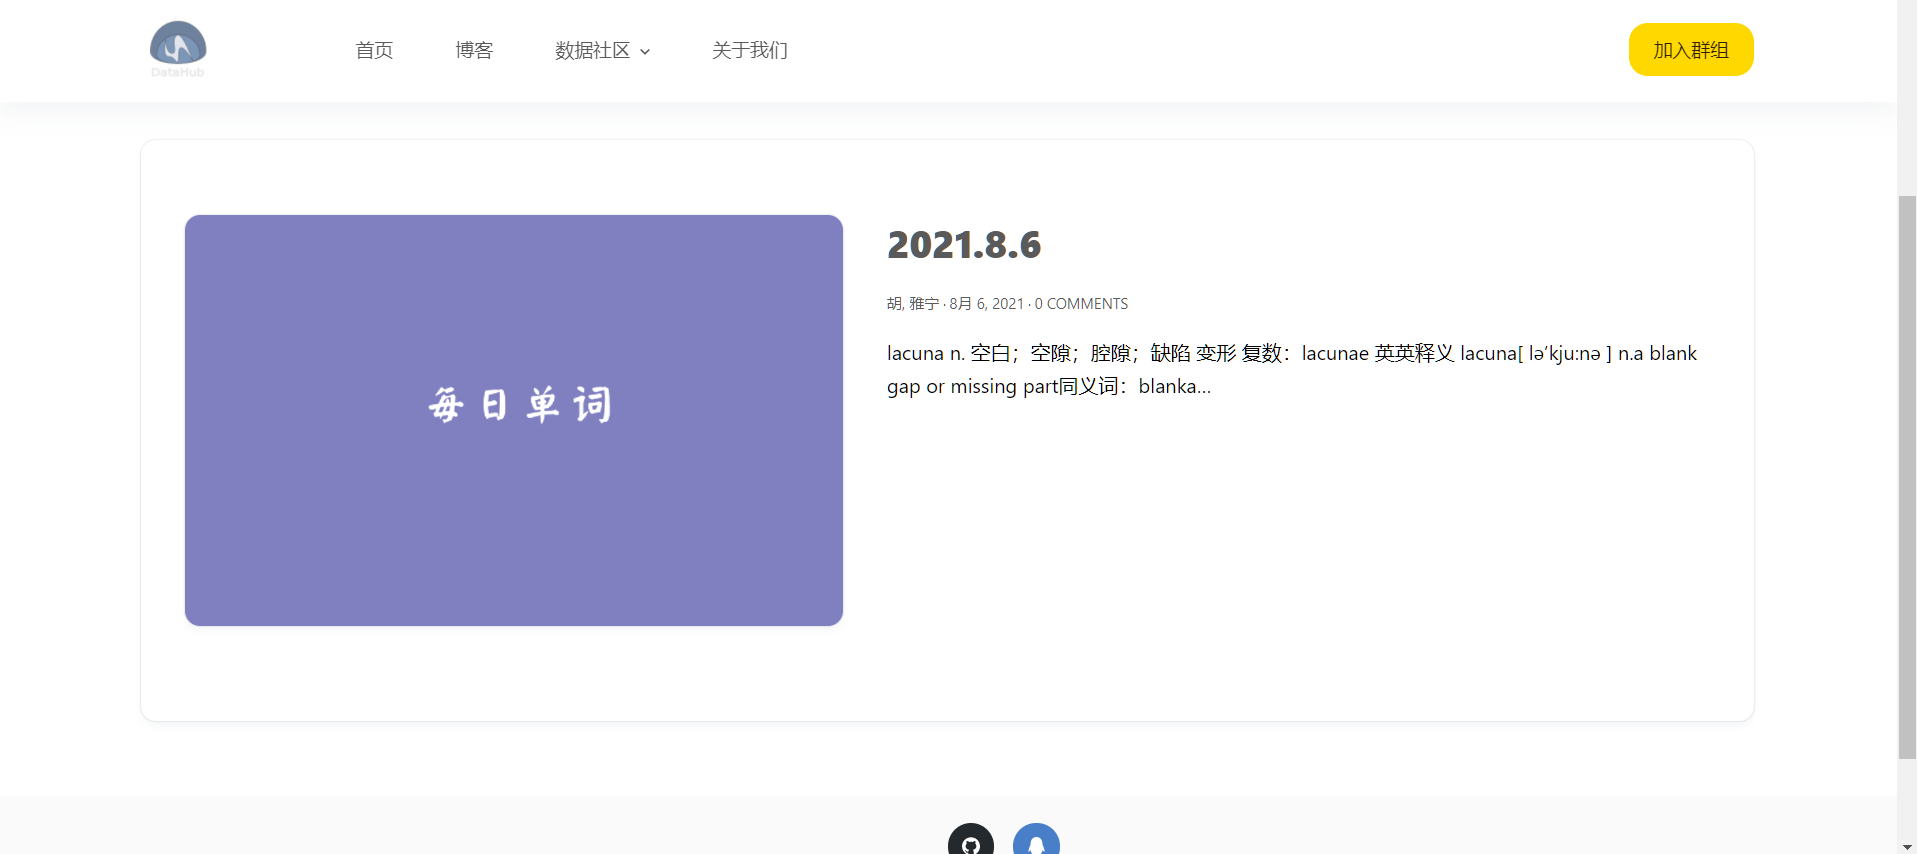 DataHub
首页 博客 数据社区 关于我们 加入群组
每日单词
2021.8.6
胡, 雅宁 · 8月 6, 2021 · 0 COMMENTS
lacuna n. 空白；空隙；腔隙；缺陷 变形 复数：lacunae 英英释义 lacuna[ lə'kju:nə ] n.a blank
gap or missing part同义词：blanka...